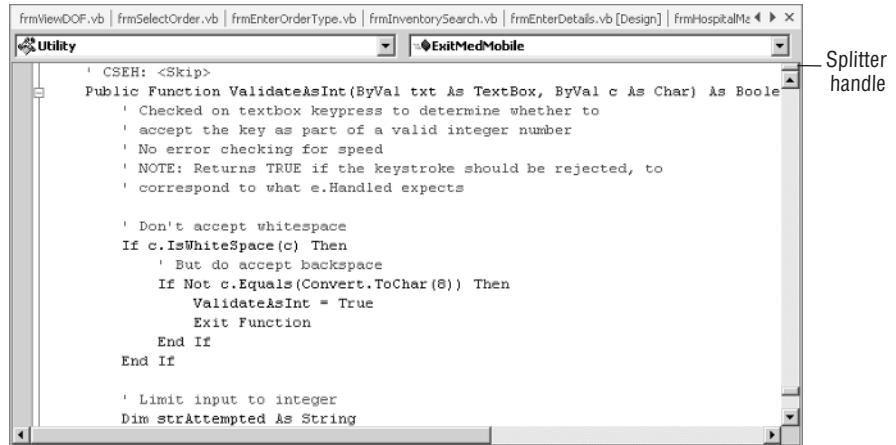 frmViewDOF.vb | frmSelectOrder.vb | frmEnterOrderType.vb | frmInventorySearch.vb | frmEnterDetails.vb [Design] | frmHospitalMa
Utility
ExitMedMobile
Splitter
handle
' CSEH: <Skip>
Public Function ValidateAsInt(ByVal txt As TextBox, ByVal c As Char) As Boole
' Checked on textbox keypress to determine whether to
' accept the key as part of a valid integer number
' No error checking for speed
' NOTE: Returns TRUE if the keystroke should be rejected, to
' correspond to what e.Handled expects
' Don't accept whitespace
If c.IsWhiteSpace(c) Then
' But do accept backspace
If Not c.Equals(Convert.ToChar(8)) Then
ValidateAsInt = True
Exit Function
End If
End If
' Limit input to integer
Dim strAttempted As String